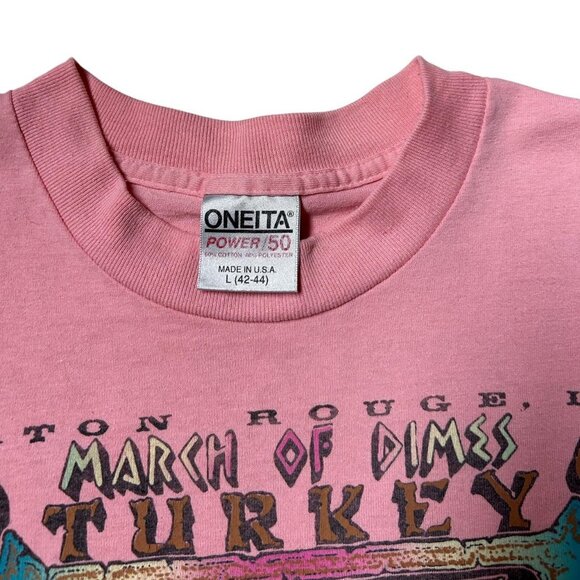 ONEITA®
POWER/50
MADE IN U.S.A.
L (42-44)
TON ROUGE,
MARCH OF DIMES
TURKEY